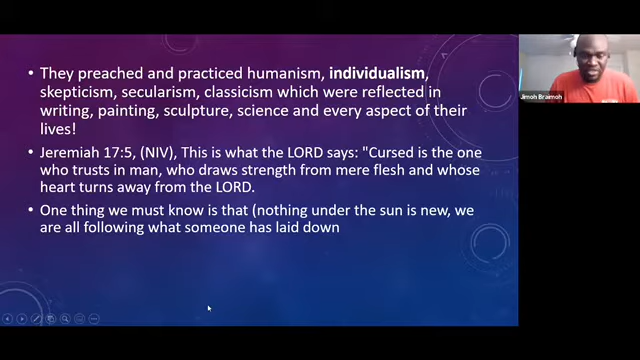 • They preached and practiced humanism, individualism,
skepticism, secularism, classicism which were reflected in
writing, painting, sculpture, science and every aspect of their
lives!
• Jeremiah 17:5, (NIV), This is what the LORD says: "Cursed is the one
who trusts in man, who draws strength from mere flesh and whose
heart turns away from the LORD.
• One thing we must know is that (nothing under the sun is new, we
are all following what someone has laid down
Jimoh Braimoh